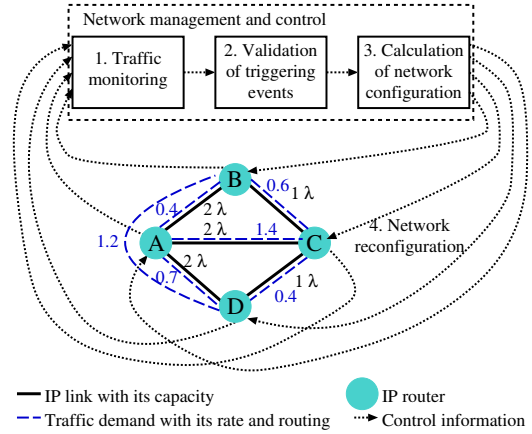 Network management and control
1. Traffic
monitoring
2. Validation
of triggering
events
3. Calculation
of network
configuration
B
0.6
1 λ
0.4
2 λ
2 λ
1.4
1.2
A
C
4. Network
reconfiguration
2 λ
0.7
1 λ
0.4
D
IP link with its capacity
IP router
Traffic demand with its rate and routing
Control information